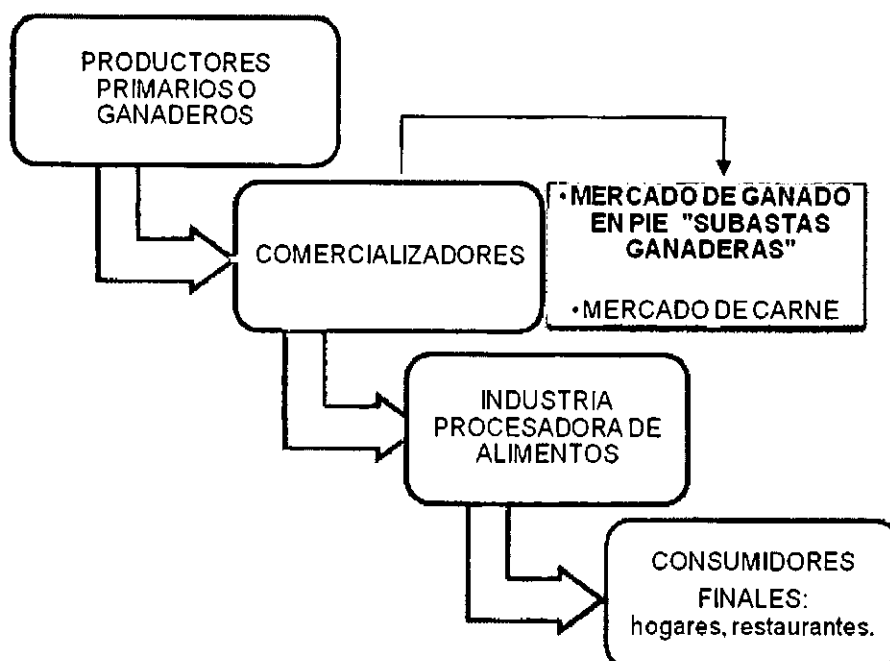 PRODUCTORES
PRIMARIOS O
GANADEROS
COMERCIALIZADORES
•MERCADO DE GANADO
EN PIE "SUBASTAS
GANADERAS"
•MERCADO DE CARNE
INDUSTRIA
PROCESADORA DE
ALIMENTOS
CONSUMIDORES
FINALES:
hogares, restaurantes.